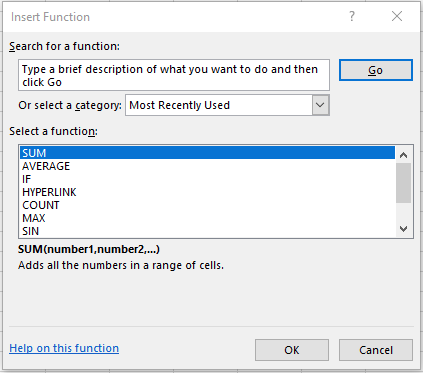 Insert Function
?
Search for a function:
Type a brief description of what you want to do and then
click Go
Go
Or select a category: Most Recently Used
Select a function:
SUM
AVERAGE
IF
HYPERLINK
COUNT
MAX
SIN
SUM(number1,number2,...)
Adds all the numbers in a range of cells.
Help on this function
OK
Cancel